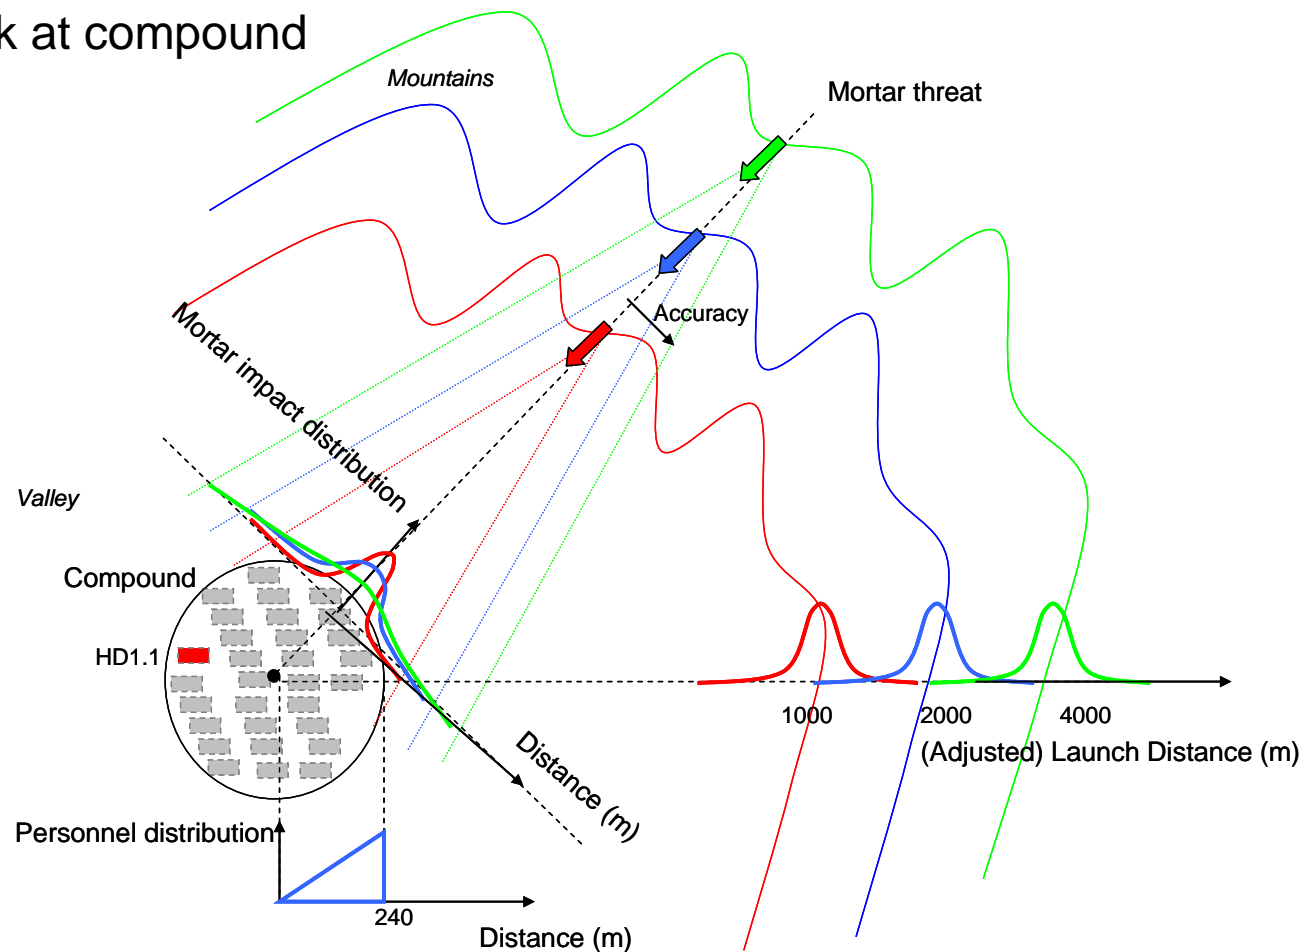 k at compound
Mountains
Mortar threat
Accuracy
Mortar impact distribution
Valley
Compound
HD1.1
1000
2000
4000
(Adjusted) Launch Distance (m)
Distance (m)
Personnel distribution
240
Distance (m)